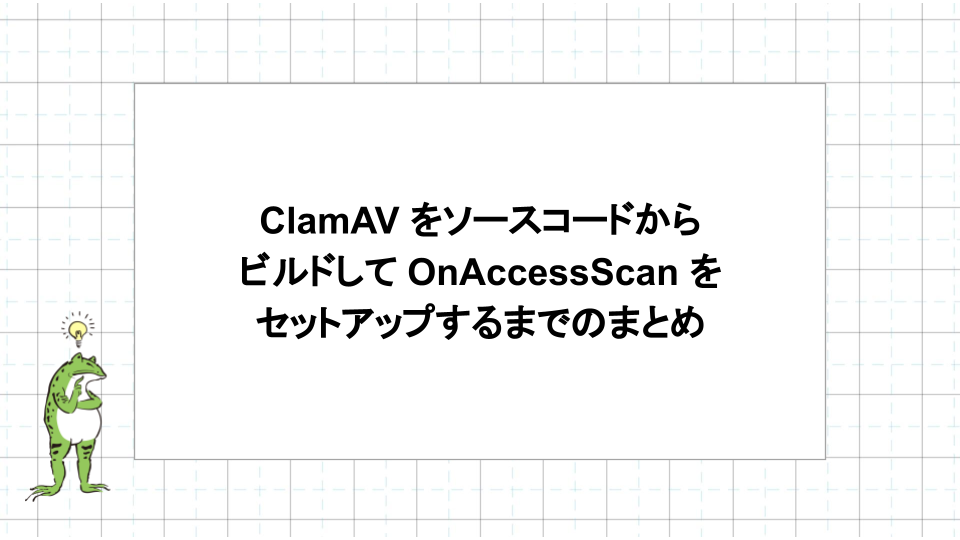 ClamAV をソースコードから
ビルドして OnAccessScan を
セットアップするまでのまとめ